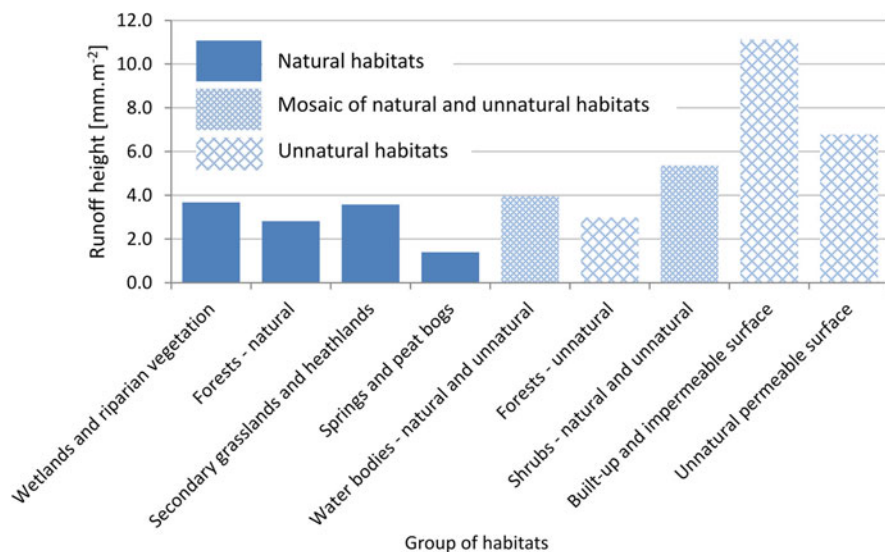 12.0
10.0
8.0
6.0
4.0
2.0
0.0
Runoff height [mm.m⁻²]
Natural habitats
Mosaic of natural and unnatural habitats
Unnatural habitats
Wetlands and riparian vegetation
Forests - natural
Secondary grasslands and heathlands
Springs and peat bogs
Water bodies - natural and unnatural
Forests - unnatural
Shrubs - natural and unnatural
Built-up and impermeable surface
Unnatural permeable surface
Group of habitats